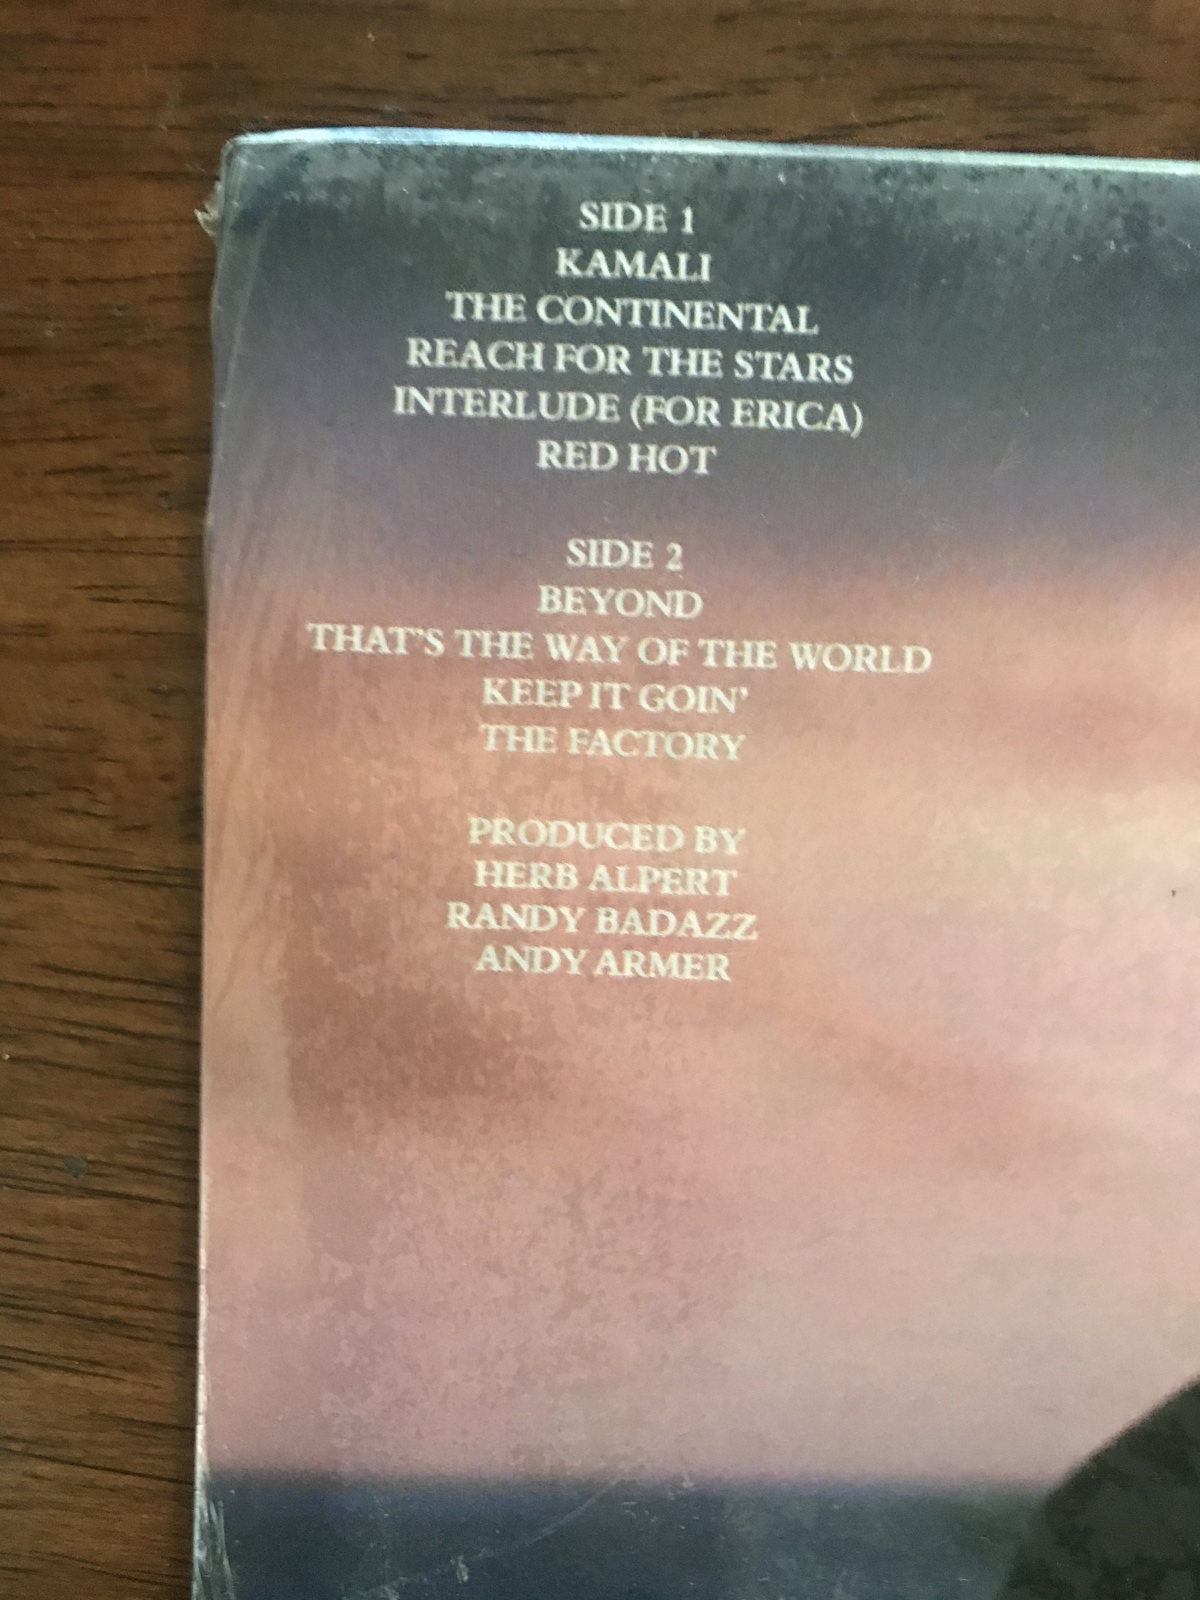 SIDE 1
KAMALI
THE CONTINENTAL
REACH FOR THE STARS
INTERLUDE (FOR ERICA)
RED HOT
SIDE 2
BEYOND
THAT'S THE WAY OF THE WORLD
KEEP IT GOIN'
THE FACTORY
PRODUCED BY
HERB ALPERT
RANDY BADAZZ
ANDY ARMER